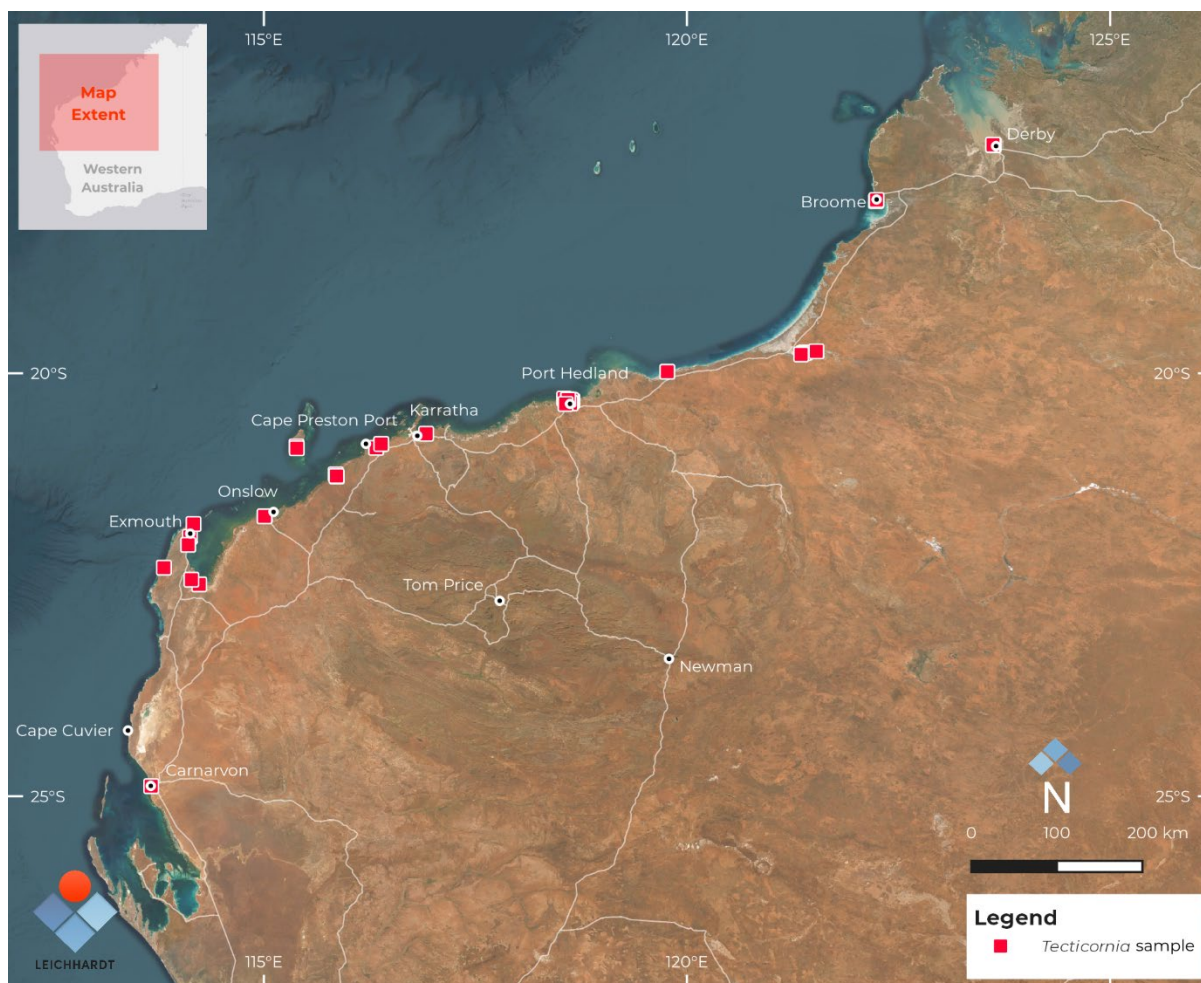 115°E
120°E
125°E
Map
Extent
Western
Australia
Derby
Broome
20°S
Port Hedland
20°S
Karratha
Cape Preston Port
Onslow
Exmouth
Tom Price
Newman
Cape Cuvier
Carnarvon
25°S
N
25°S
0 100 200 km
Legend
Tecticornia sample
LEICHHARDT
115°E
120°E